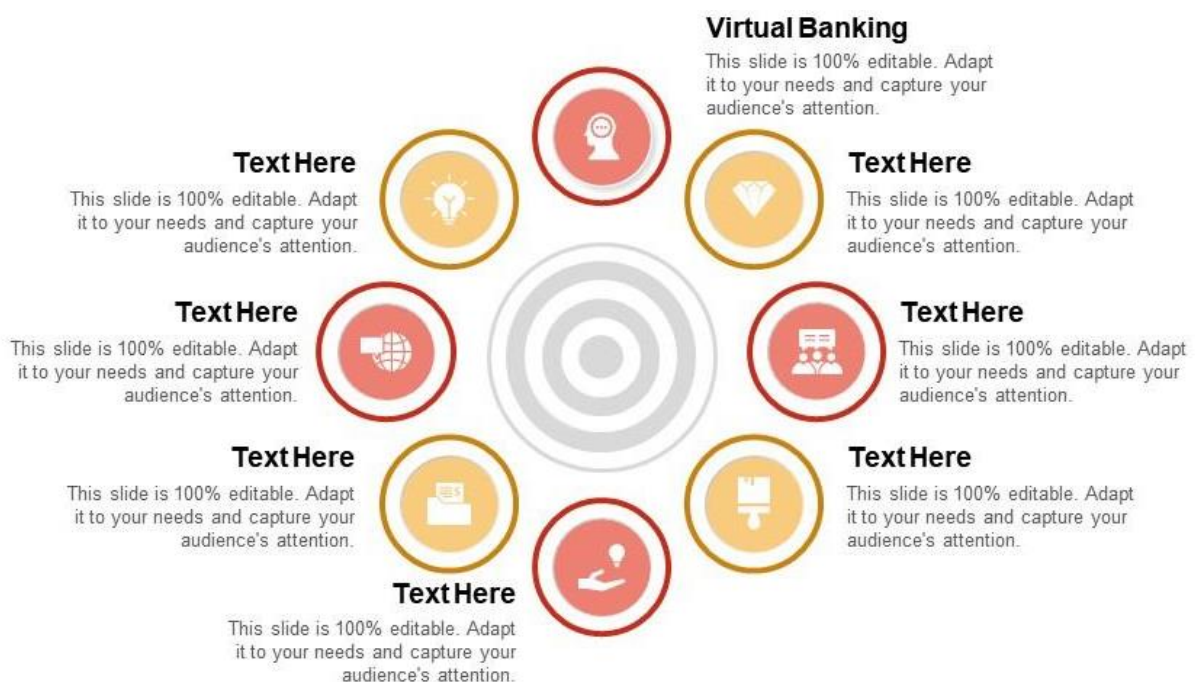 Virtual Banking
This slide is 100% editable. Adapt
it to your needs and capture your
audience's attention.
Text Here
This slide is 100% editable. Adapt
it to your needs and capture your
audience's attention.
Text Here
This slide is 100% editable. Adapt
it to your needs and capture your
audience's attention.
Text Here
This slide is 100% editable. Adapt
it to your needs and capture your
audience's attention.
Text Here
This slide is 100% editable. Adapt
it to your needs and capture your
audience's attention.
Text Here
This slide is 100% editable. Adapt
it to your needs and capture your
audience's attention.
Text Here
This slide is 100% editable. Adapt
it to your needs and capture your
audience's attention.
Text Here
This slide is 100% editable. Adapt
it to your needs and capture your
audience's attention.